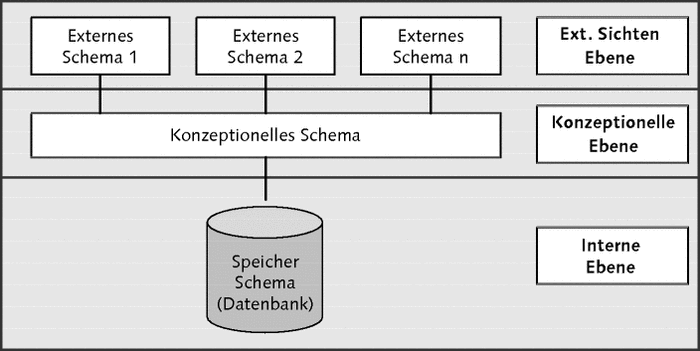 Externes
Schema 1
Externes
Schema 2
Externes
Schema n
Ext. Sichten
Ebene
Konzeptionelles Schema
Konzeptionelle
Ebene
Speicher
Schema
(Datenbank)
Interne
Ebene